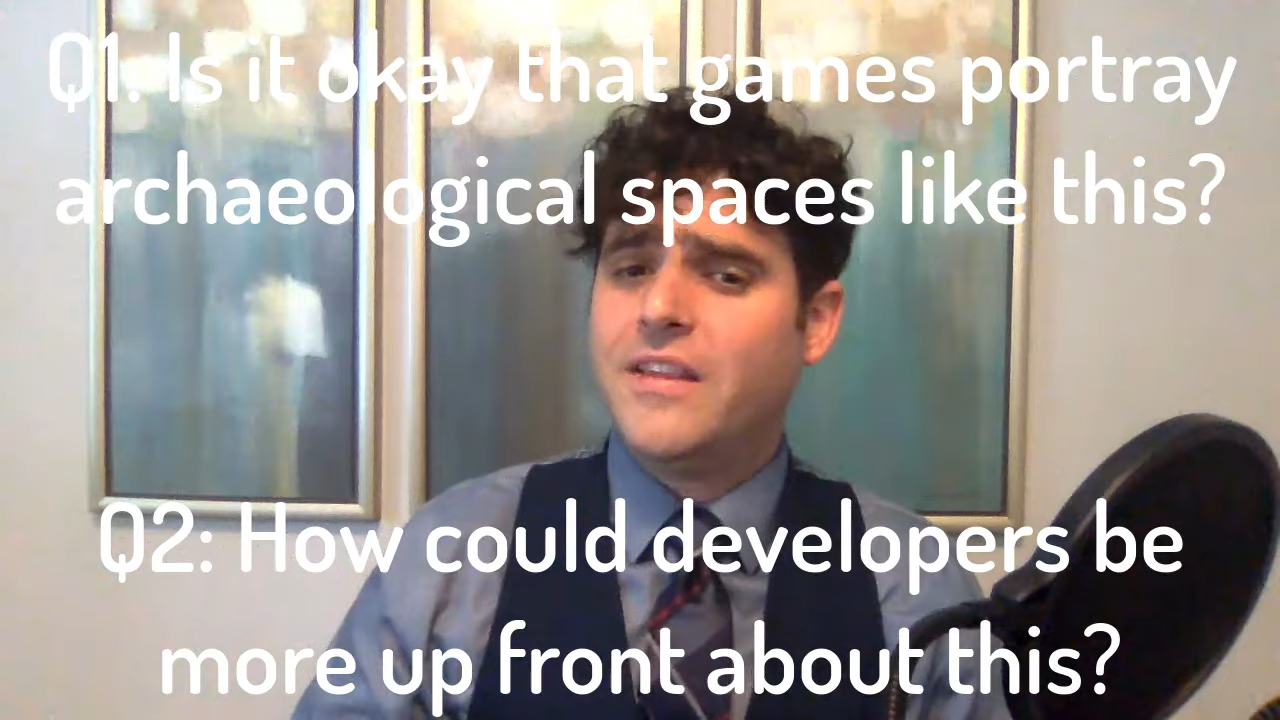 Q1: Is it okay that games portray
archaeological spaces like this?
Q2: How could developers be
more up front about this?